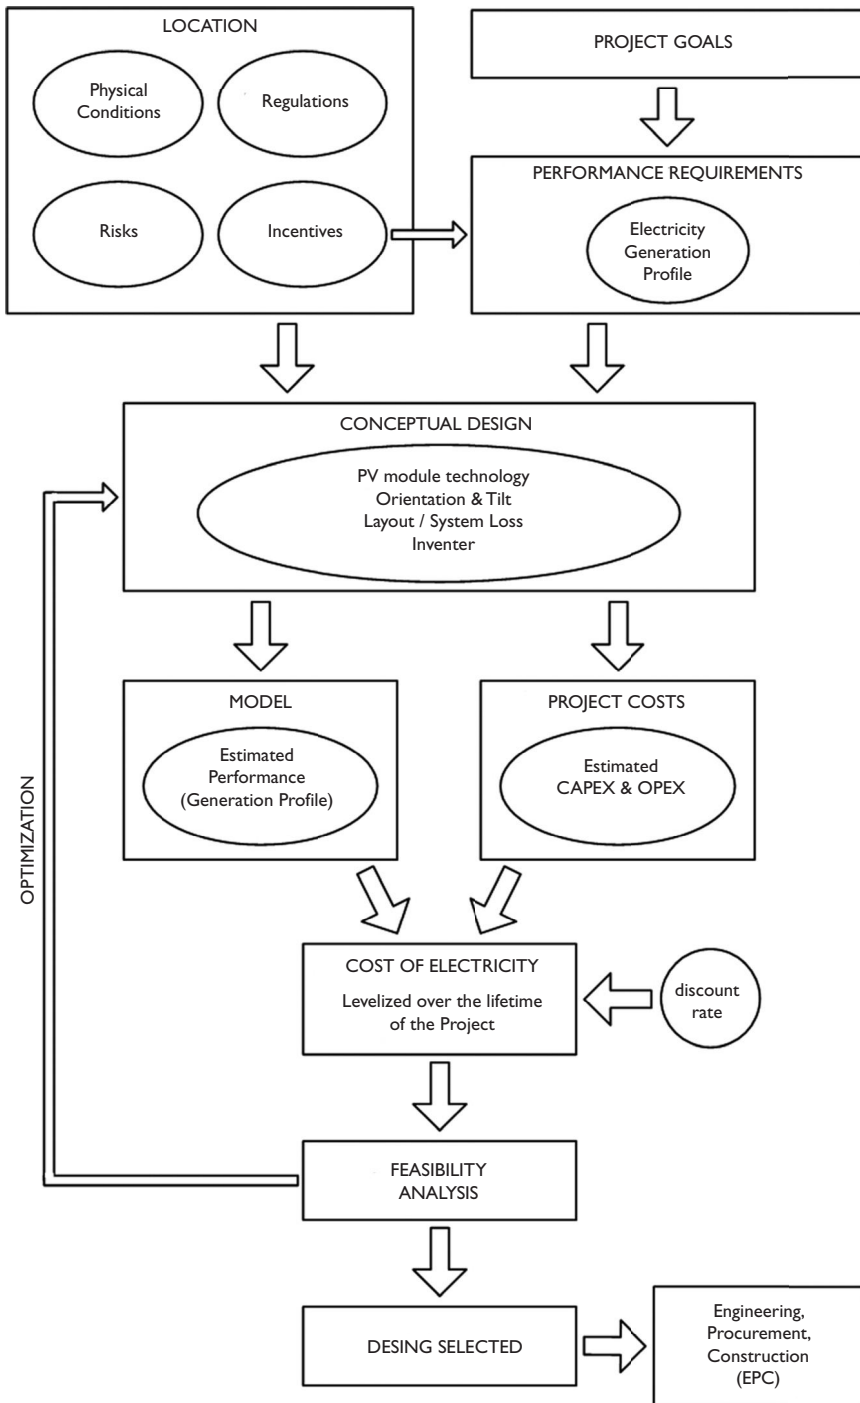 LOCATION
Physical
Conditions
Regulations
Risks
Incentives
PROJECT GOALS
PERFORMANCE REQUIREMENTS
Electricity
Generation
Profile
CONCEPTUAL DESIGN
PV module technology
Orientation & Tilt
Layout / System Loss
Inventer
MODEL
Estimated
Performance
(Generation Profile)
PROJECT COSTS
Estimated
CAPEX & OPEX
OPTIMIZATION
COST OF ELECTRICITY
Levelized over the lifetime
of the Project
discount
rate
FEASIBILITY
ANALYSIS
DESING SELECTED
Engineering,
Procurement,
Construction
(EPC)